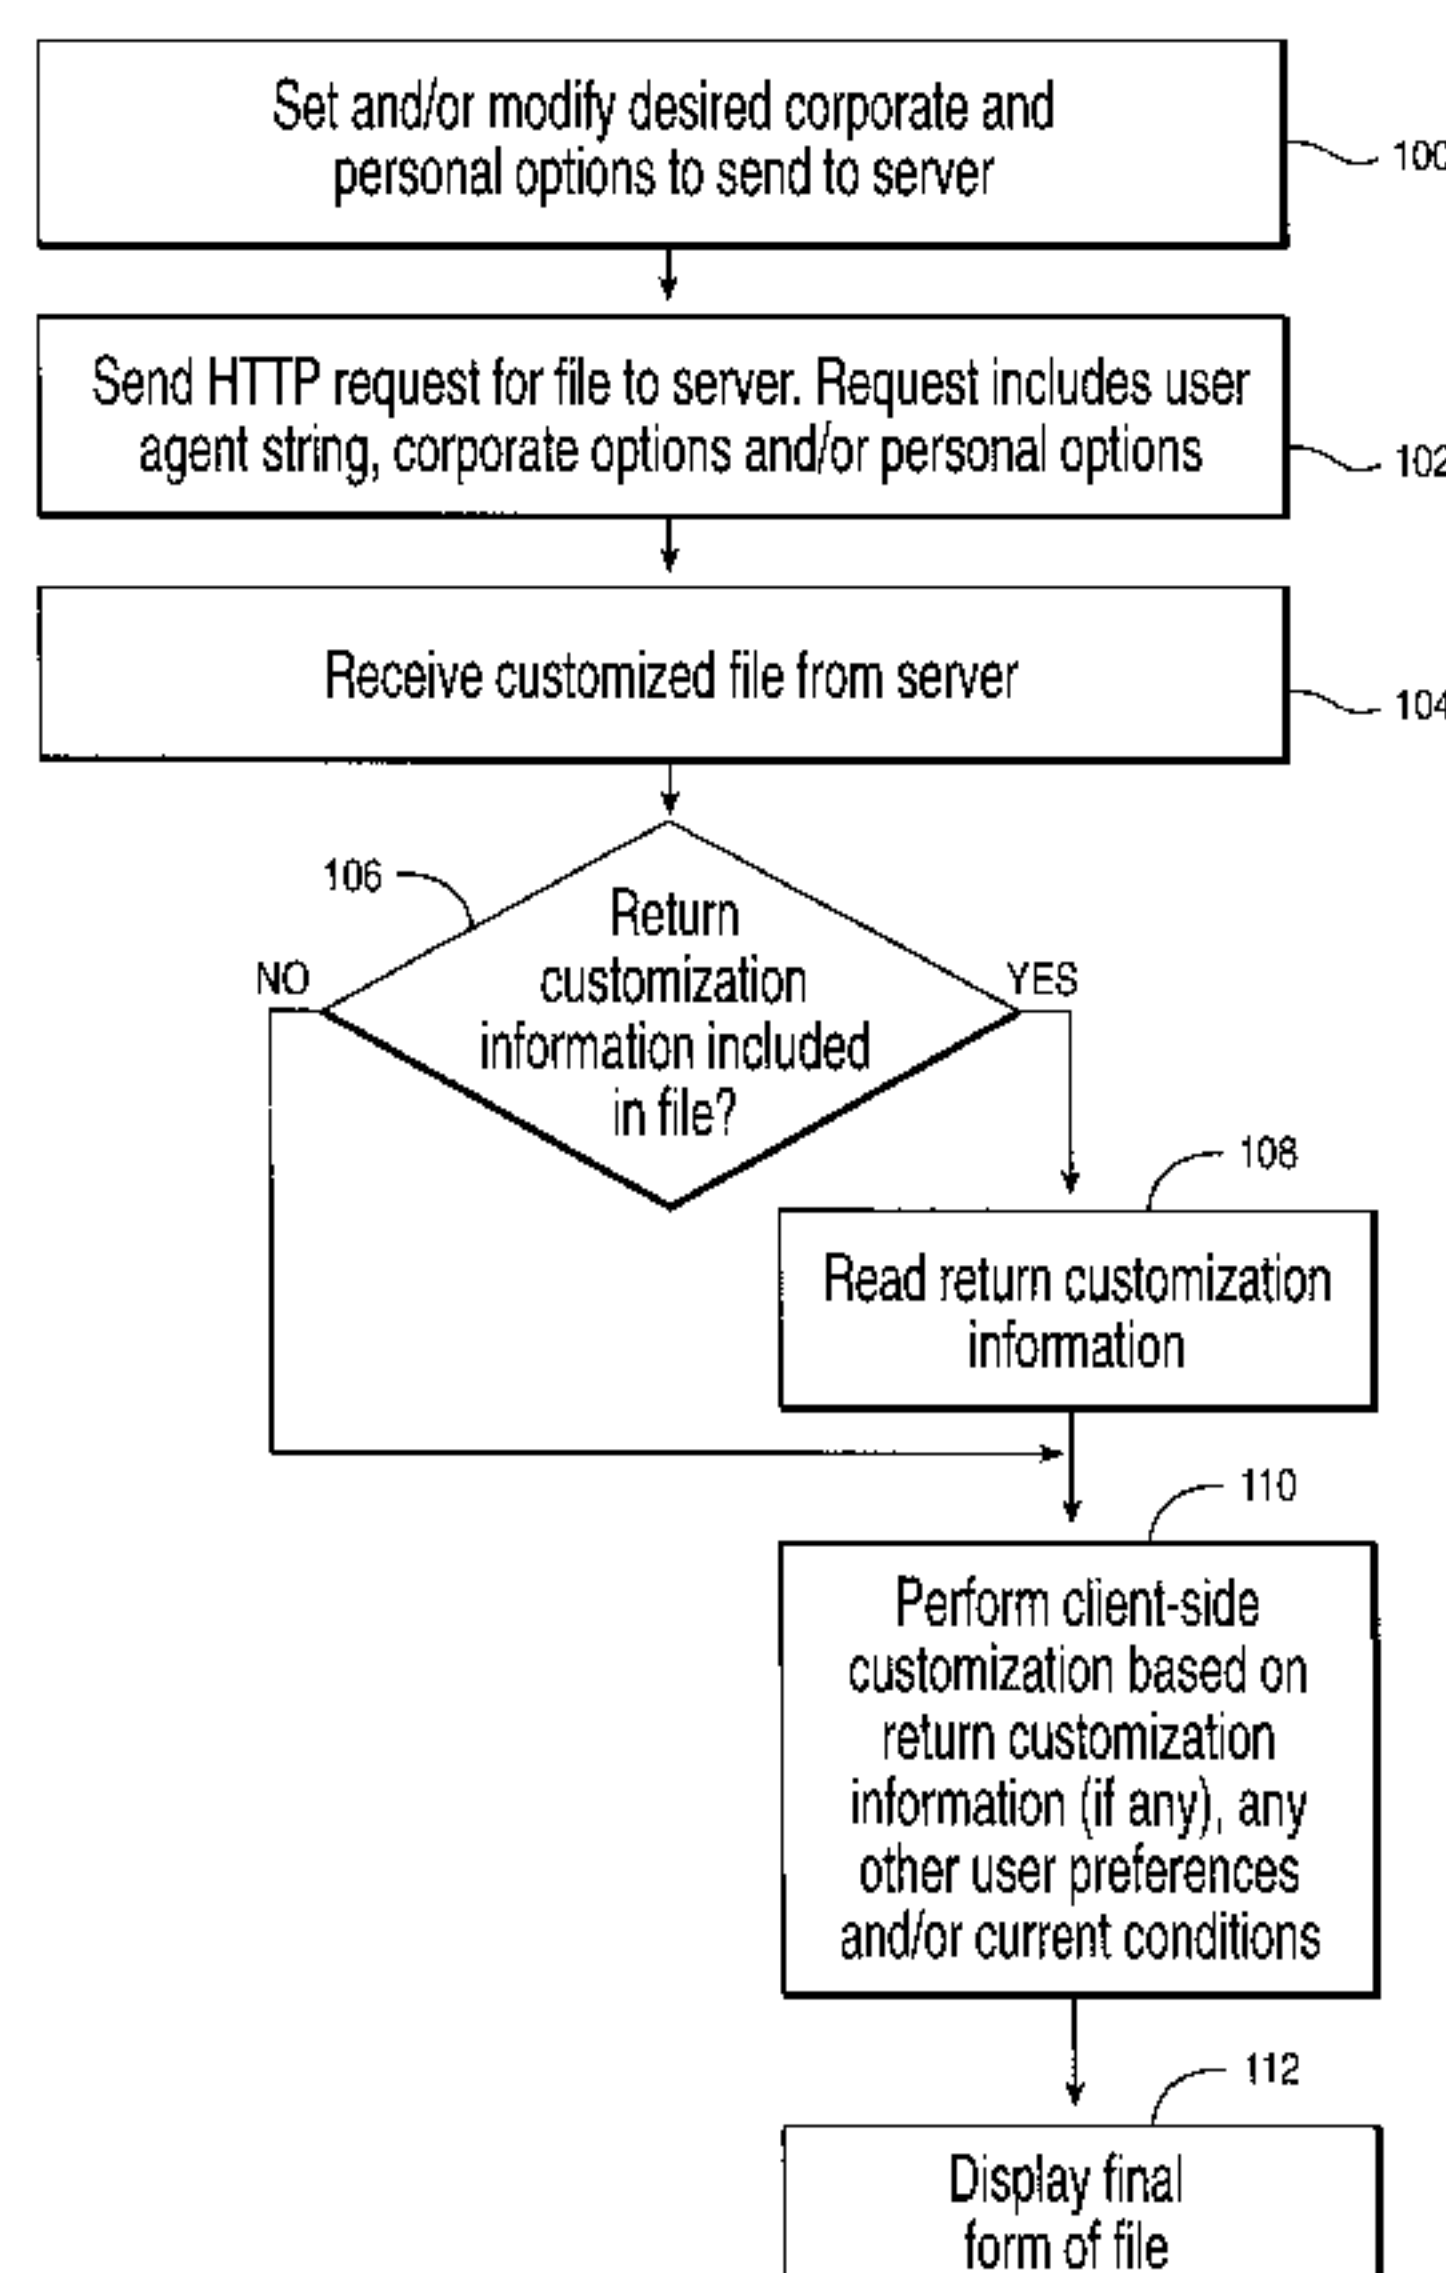 Set and/or modify desired corporate and
personal options to send to server
100
Send HTTP request for file to server. Request includes user
agent string, corporate options and/or personal options
102
Receive customized file from server
104
106
Return
customization
information included
in file?
NO
YES
108
Read return customization
information
110
Perform client-side
customization based on
return customization
information (if any), any
other user preferences
and/or current conditions
112
Display final
form of file